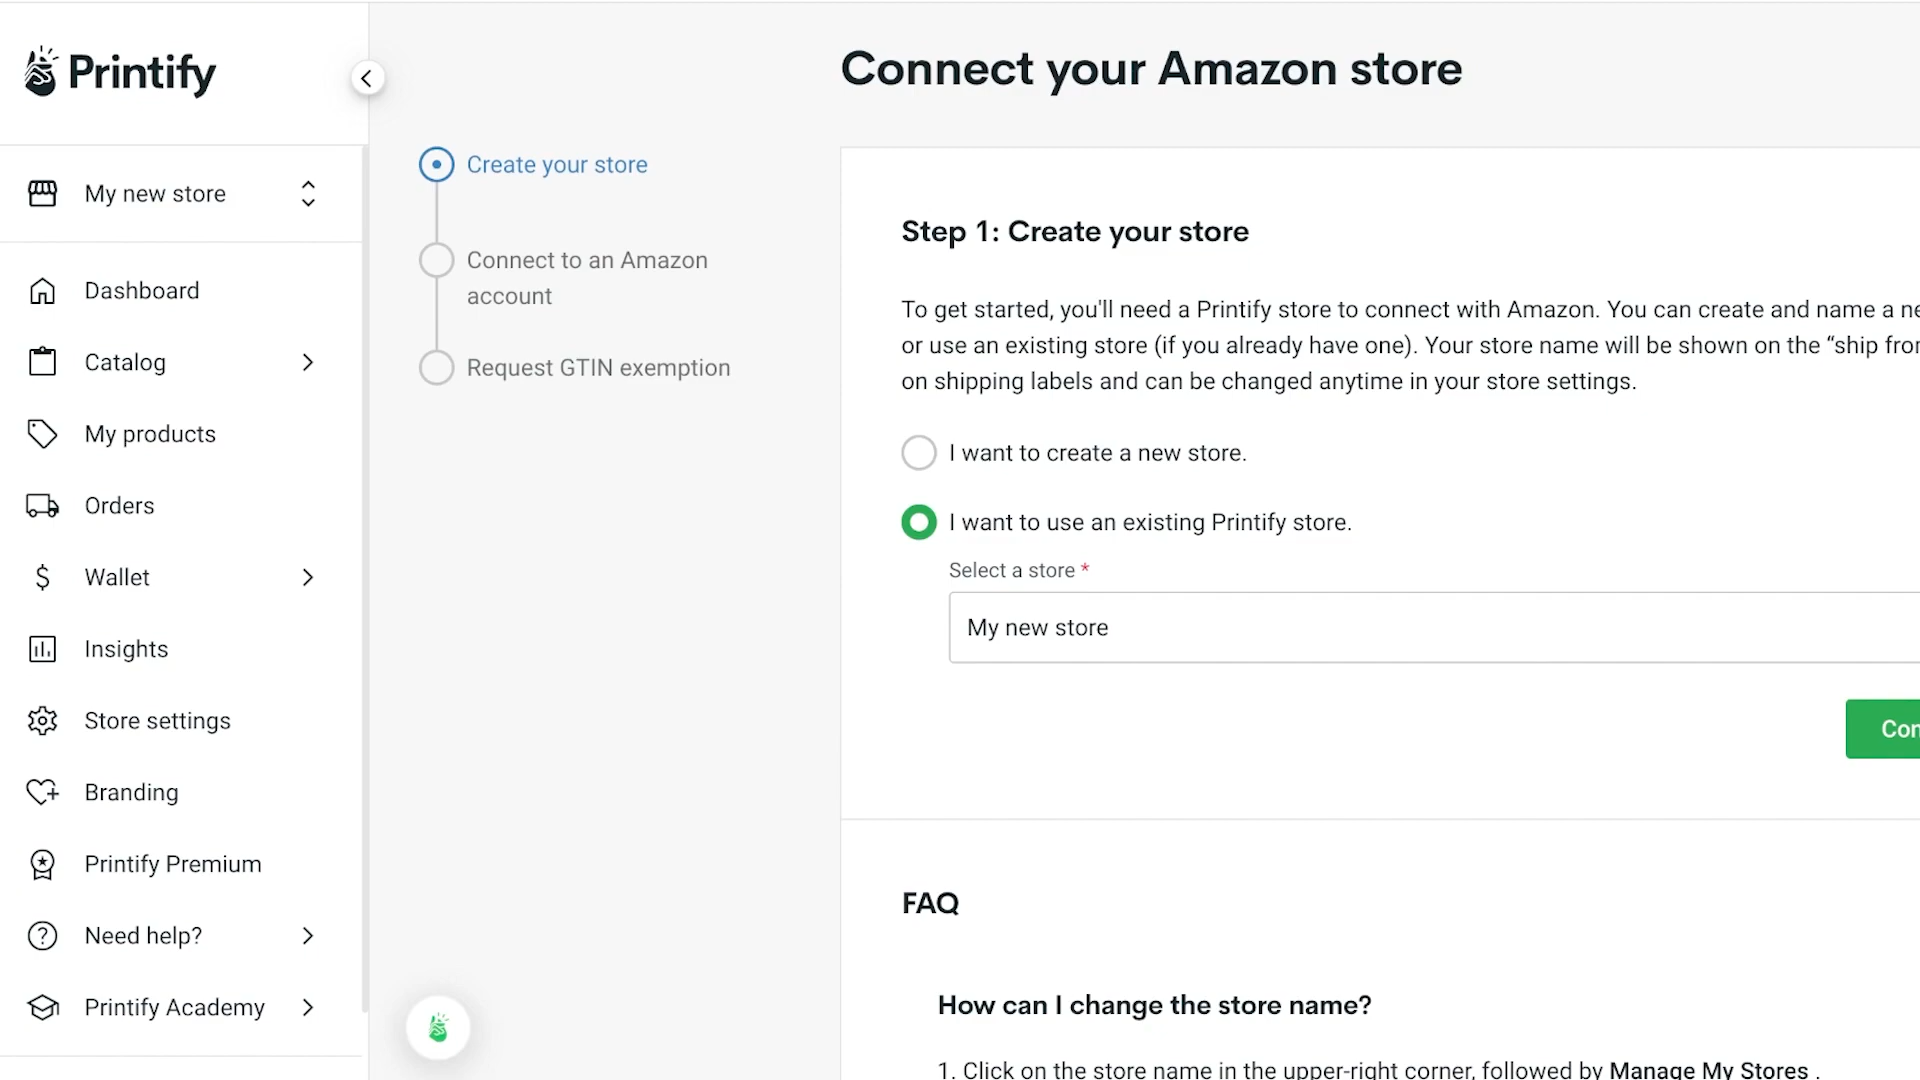 Printify
My new store
Dashboard
Catalog
My products
Orders
Wallet
Insights
Store settings
Branding
Printify Premium
Need help?
Printify Academy
Create your store
Connect to an Amazon
account
Request GTIN exemption
Connect your Amazon store
Step 1: Create your store
To get started, you'll need a Printify store to connect with Amazon. You can create and name a
or use an existing store (if you already have one). Your store name will be shown on the “ship
on shipping labels and can be changed anytime in your store settings.
I want to create a new store.
I want to use an existing Printify store.
Select a store *
My new store
FAQ
How can I change the store name?
1. Click on the store name in the upper-right corner, followed by Manage My Stores .